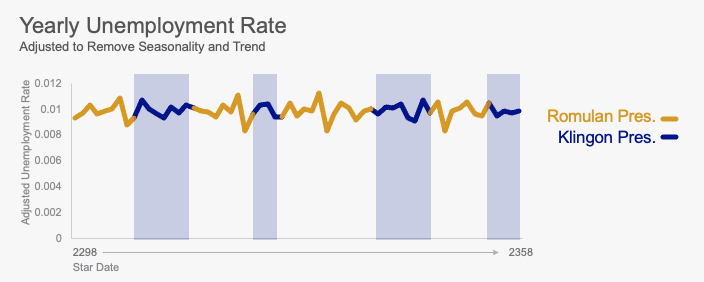 Yearly Unemployment Rate
Adjusted to Remove Seasonality and Trend
Adjusted Unemployment Rate
0.012
0.01
0.008
0.006
0.004
0.002
0
Romulan Pres.
Klingon Pres.
2298
2358
Star Date